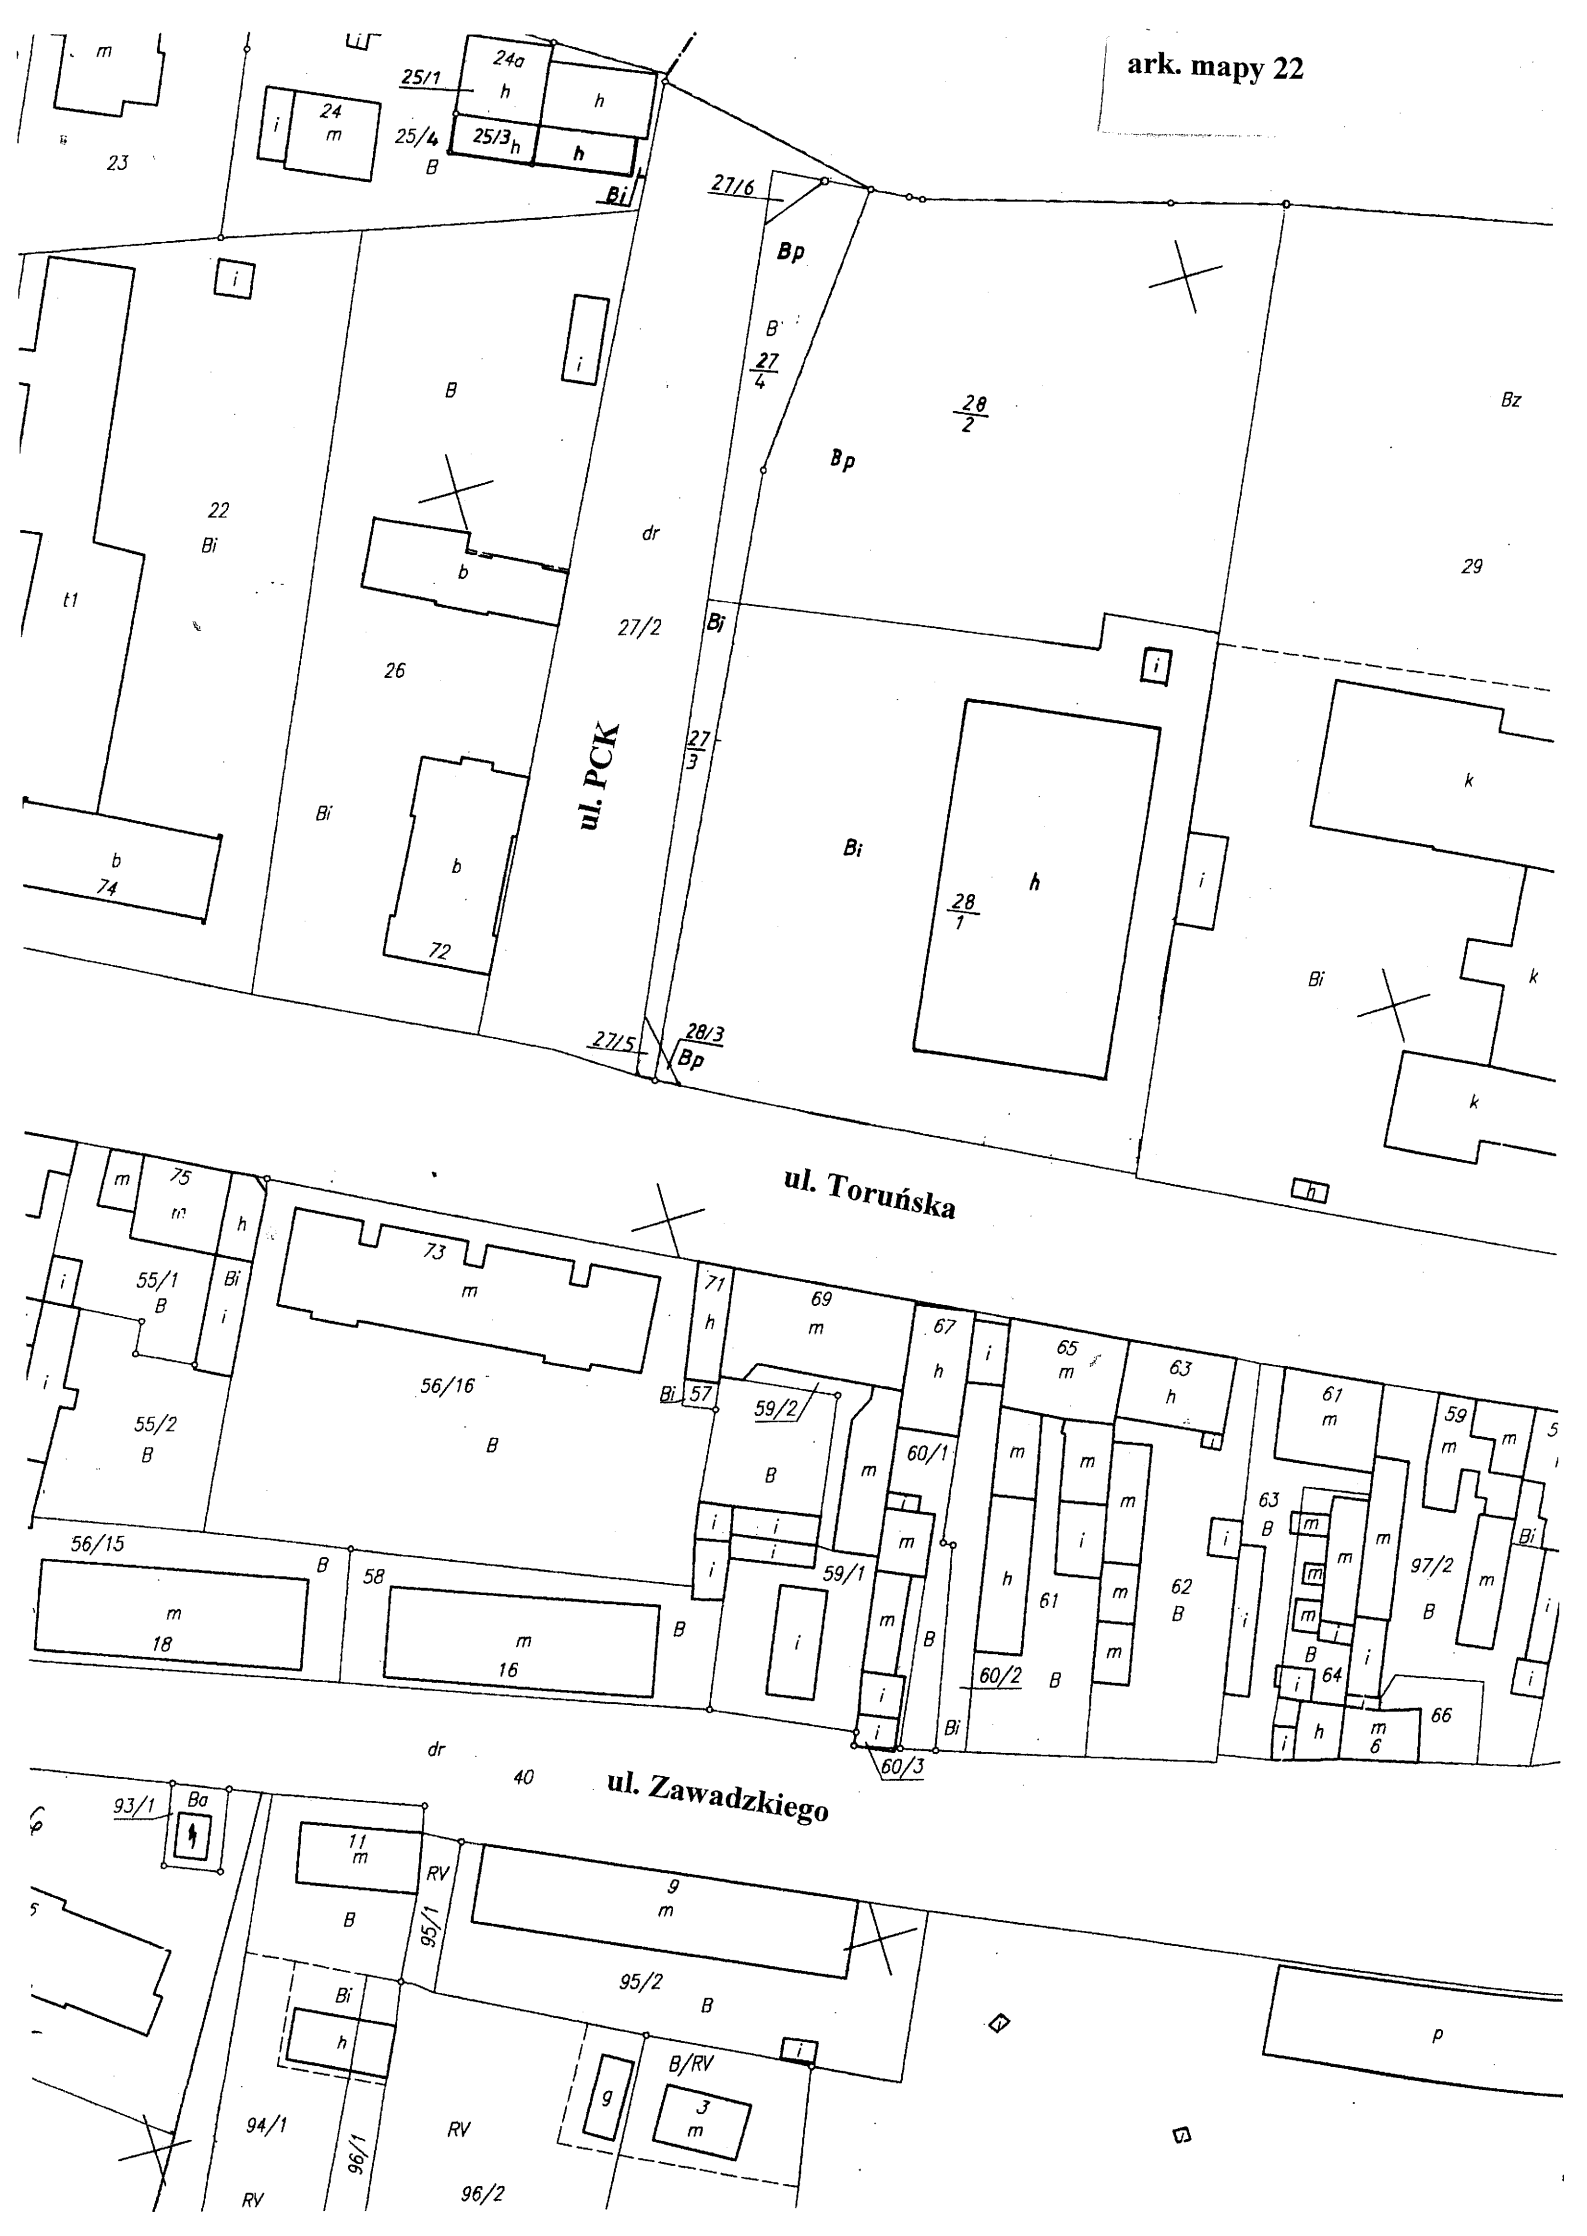 ark. mapy 22
m
i
24a
25/1
h
h
24
i
m
25/4
25/3
h
h
B
23
Bi
27/6
Bp
i
B
i
27
4
B
28
2
Bz
Bp
22
Bi
dr
29
b
t1
27/2
Bi
26
i
ul. PCK
27
3
k
Bi
b
74
b
72
Bi
h
28
1
i
Bi
k
27/5
28/3
Bp
k
h
ul. Toruńska
m
75
m
h
73
m
i
55/1
B
Bi
i
i
71
h
69
m
67
h
i
65
m
63
h
i
61
m
59
m
m
5
56/16
Bi
57
59/2
55/2
B
B
B
m
60/1
m
m
m
i
i
i
i
i
m
h
i
63
B
i
m
m
m
m
m
97/2
B
m
Bi
i
56/15
B
58
59/1
m
18
m
16
B
i
m
B
61
m
m
62
B
i
i
B
64
i
i
i
i
60/2
B
i
i
Bi
60/3
h
i
m
6
66
i
dr
40
ul. Zawadzkiego
93/1
Ba
11
m
RV
B
95/1
9
m
95/2
B
Bi
h
i
i
p
B/RV
g
3
m
94/1
96/1
RV
RV
96/2